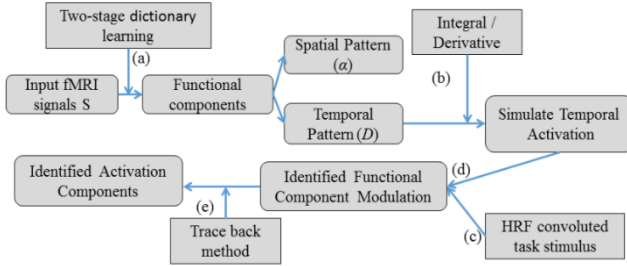 Two-stage dictionary
learning
(a)
Integral /
Derivative
(b)
Spatial Pattern
(α)
Input fMRI
signals S
Functional
components
Temporal
Pattern (D)
Simulate Temporal
Activation
Identified Activation
Components
Identified Functional
Component Modulation
(d)
(e)
(c)
Trace back
method
HRF convoluted
task stimulus